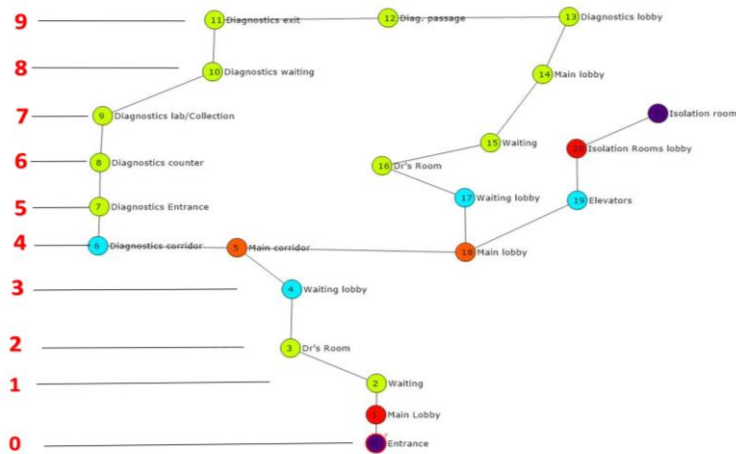 9
11 Diagnostics exit
12 Diag. passage
13 Diagnostics lobby
8
10 Diagnostics waiting
14 Main lobby
7
9 Diagnostics lab/Collection
Isolation room
15 Waiting
20 Isolation Rooms lobby
6
8 Diagnostics counter
16 Dr's Room
5
7 Diagnostics Entrance
17 Waiting lobby
19 Elevators
4
6 Diagnostics corridor
5 Main corridor
18 Main lobby
3
4 Waiting lobby
2
3 Dr's Room
1
2 Waiting
1 Main Lobby
0
Entrance